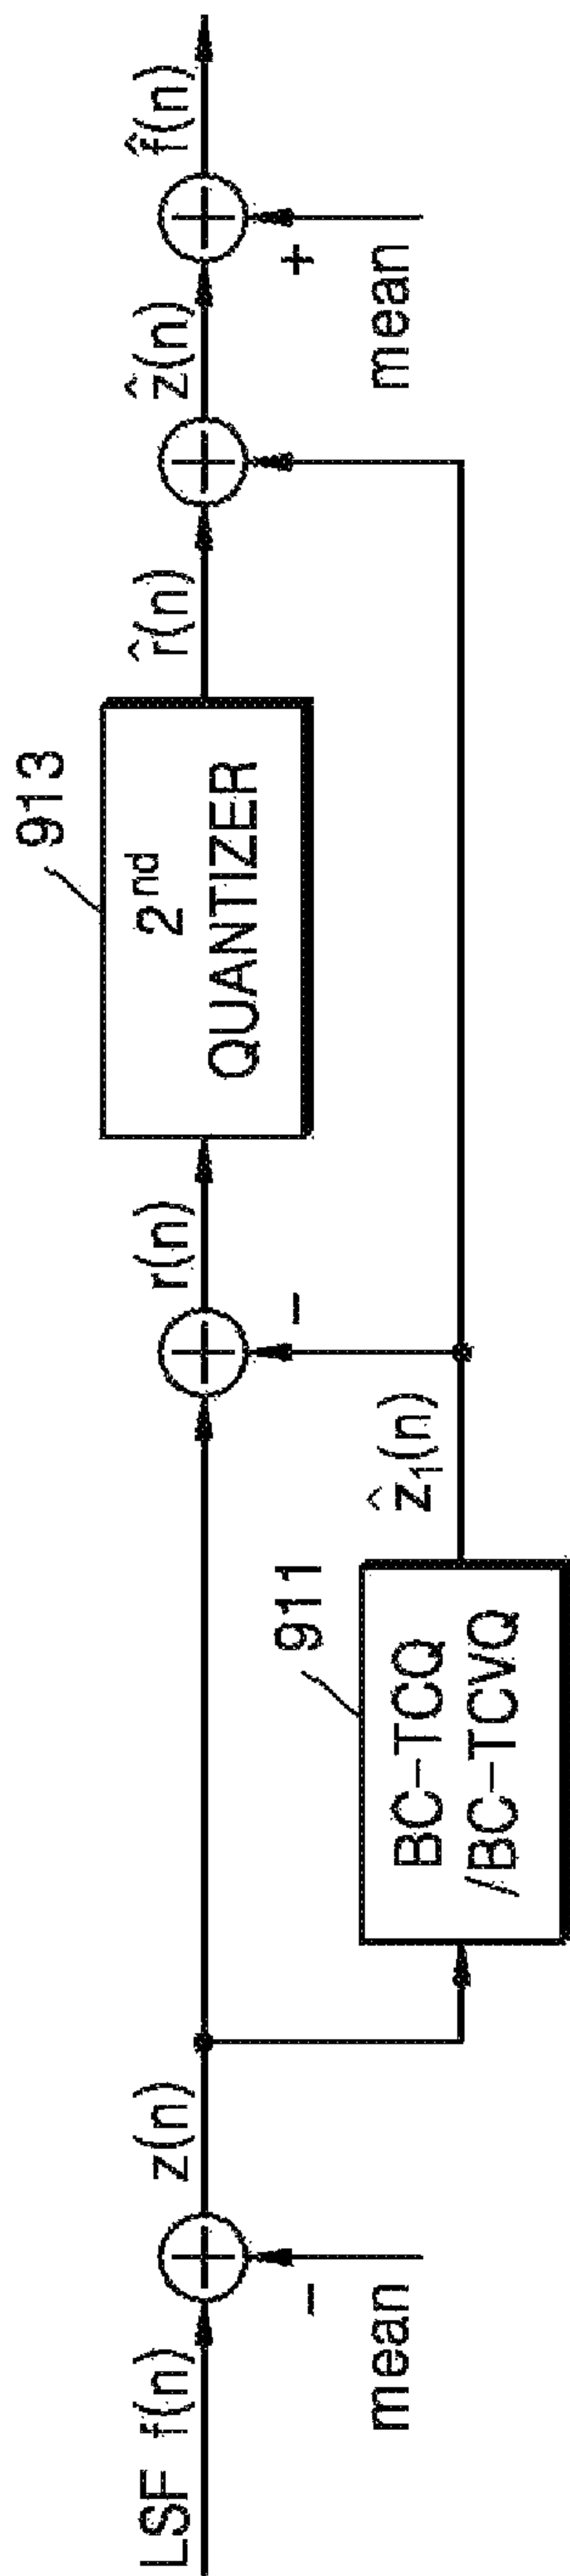 LSF f(n)
−
mean
z(n)
911
BC-TCQ
/BC-TCVQ
ẑ₁(n)
−
r(n)
913
2nd
QUANTIZER
r̂(n)
ẑ(n)
+
mean
f̂(n)